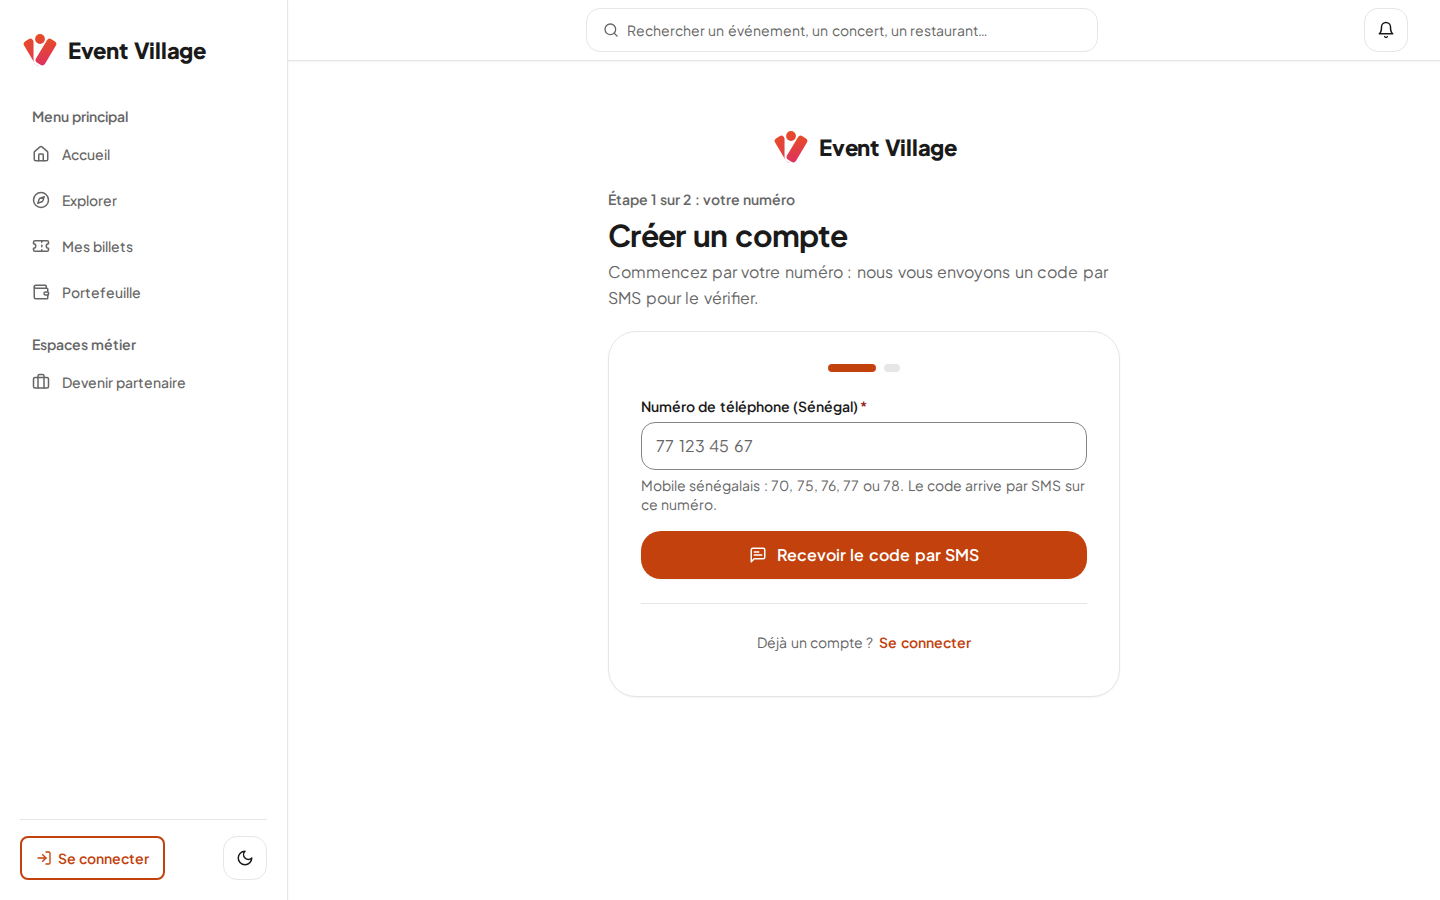 Event Village
Menu principal
Accueil
Explorer
Mes billets
Portefeuille
Espaces métier
Devenir partenaire
Se connecter
Rechercher un événement, un concert, un restaurant…
Event Village
Étape 1 sur 2 : votre numéro
Créer un compte
Commencez par votre numéro : nous vous envoyons un code par
SMS pour le vérifier.
Numéro de téléphone (Sénégal) *
77 123 45 67
Mobile sénégalais : 70, 75, 76, 77 ou 78. Le code arrive par SMS sur
ce numéro.
Recevoir le code par SMS
Déjà un compte ? Se connecter